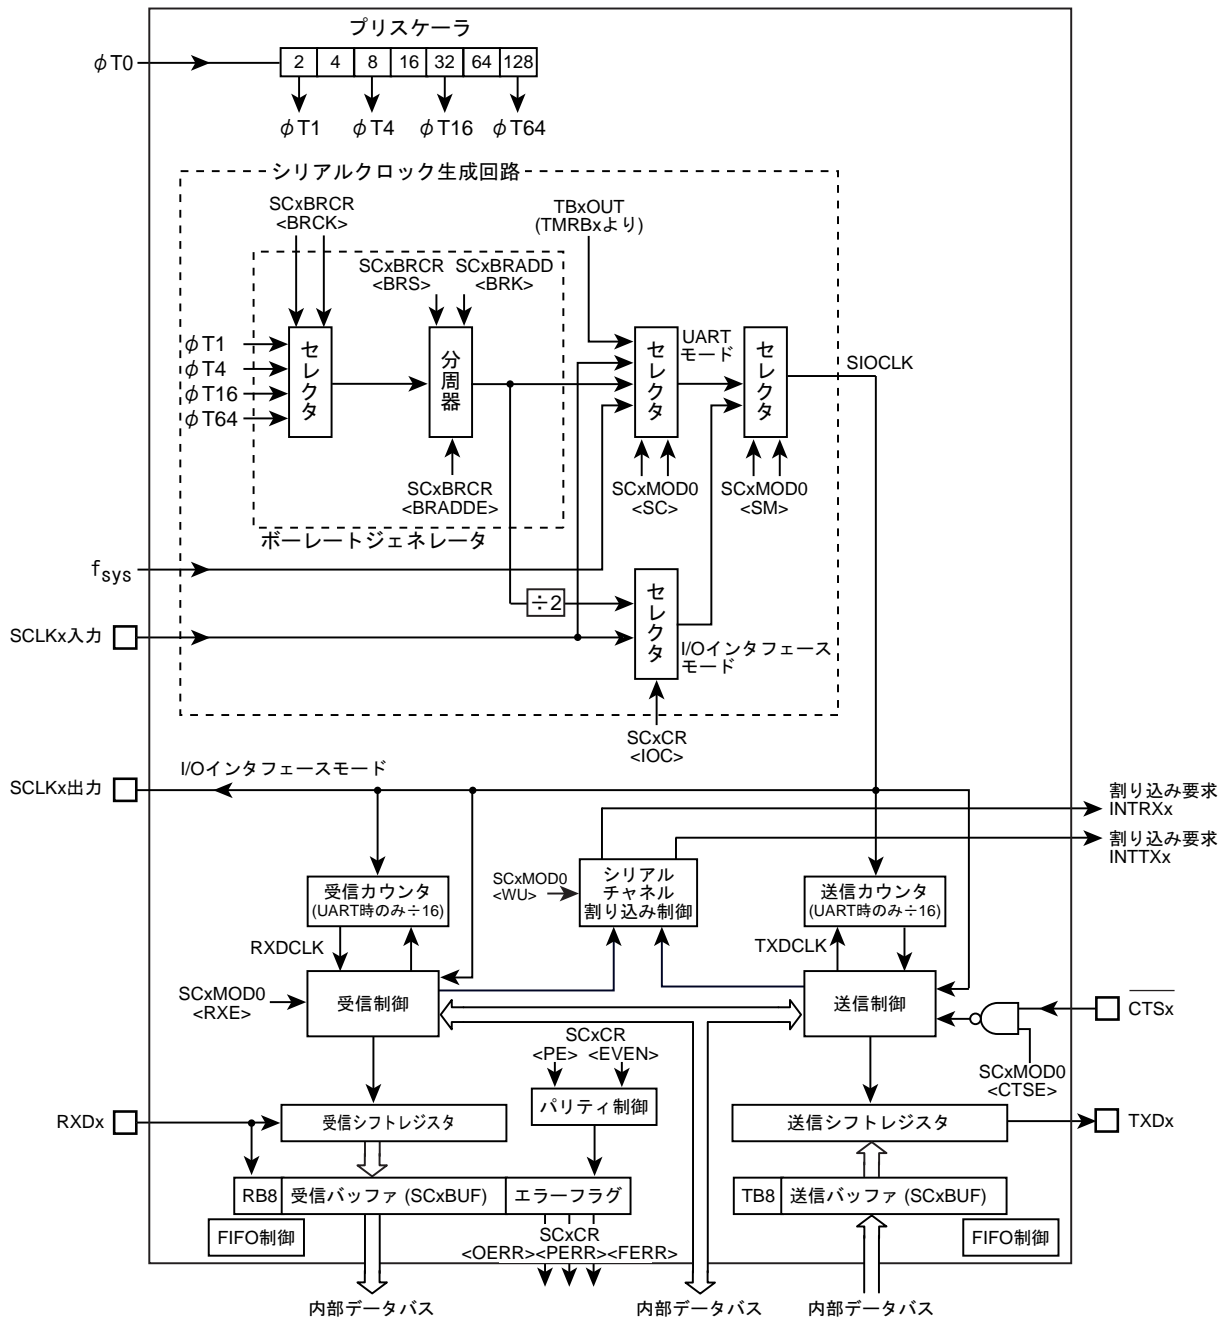 プリスケーラ
φT0
2 4 8 16 32 64 128
φT1 φT4 φT16 φT64
シリアルクロック生成回路
SCxBRCR
<BRCK>
TBxOUT
(TMRBxより)
SCxBRCR
<BRS>
SCxBRADD
<BRK>
φT1
φT4
φT16
φT64
セレクタ
分周器
セレクタ
UART
モード
セレクタ
SIOCLK
SCxBRCR
<BRADDE>
SCxMOD0
<SC>
SCxMOD0
<SM>
ボーレートジェネレータ
fsys
÷2
セレクタ
SCLKx入力
I/Oインタフェース
モード
SCxCR
<IOC>
I/Oインタフェースモード
SCLKx出力
割り込み要求
INTRXx
割り込み要求
INTTXx
受信カウンタ
(UART時のみ÷16)
SCxMOD0
<WU>
シリアル
チャネル
割り込み制御
送信カウンタ
(UART時のみ÷16)
RXDCLK
TXDCLK
SCxMOD0
<RXE>
受信制御
送信制御
CTSx
SCxMOD0
<CTSE>
SCxCR
<PE> <EVEN>
パリティ制御
RXDx
受信シフトレジスタ
送信シフトレジスタ
TXDx
RB8 受信バッファ (SCxBUF) エラーフラグ
TB8 送信バッファ (SCxBUF)
FIFO制御
SCxCR
<OERR><PERR><FERR>
FIFO制御
内部データバス
内部データバス
内部データバス